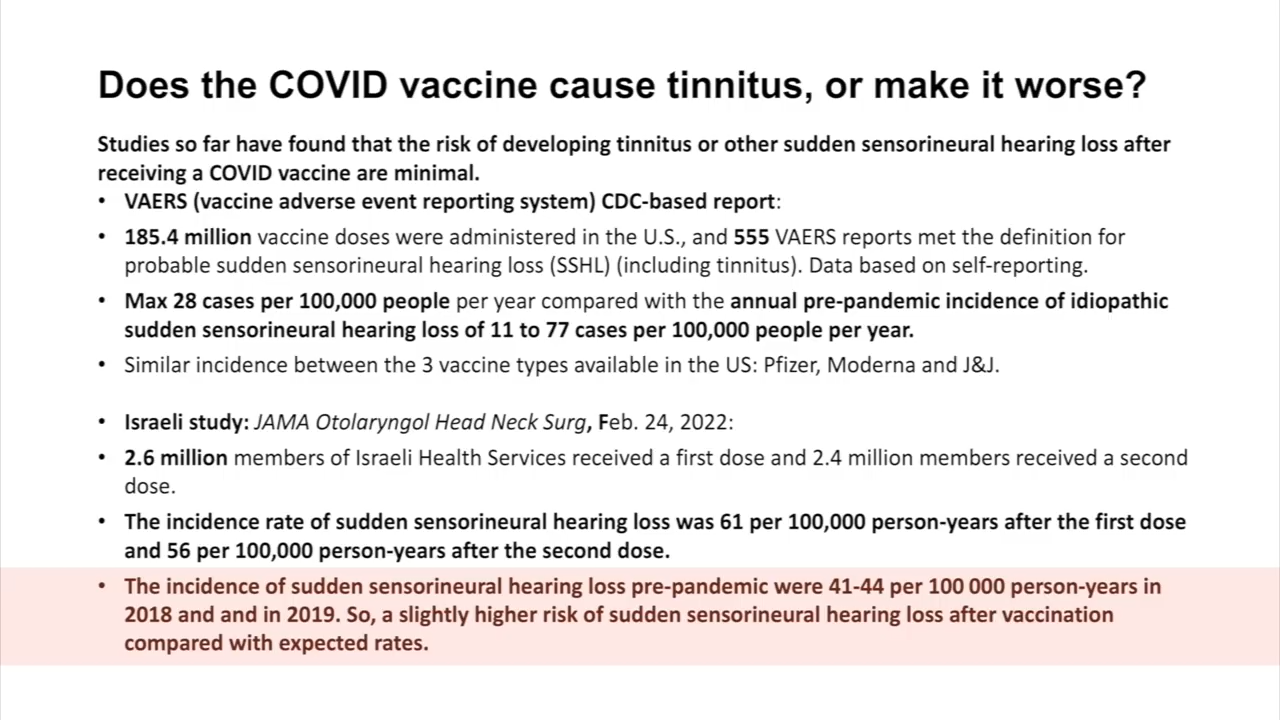 Does the COVID vaccine cause tinnitus, or make it worse?
Studies so far have found that the risk of developing tinnitus or other sudden sensorineural hearing loss after
receiving a COVID vaccine are minimal.
• VAERS (vaccine adverse event reporting system) CDC-based report:
• 185.4 million vaccine doses were administered in the U.S., and 555 VAERS reports met the definition for
probable sudden sensorineural hearing loss (SSHL) (including tinnitus). Data based on self-reporting.
• Max 28 cases per 100,000 people per year compared with the annual pre-pandemic incidence of idiopathic
sudden sensorineural hearing loss of 11 to 77 cases per 100,000 people per year.
• Similar incidence between the 3 vaccine types available in the US: Pfizer, Moderna and J&J.
• Israeli study: JAMA Otolaryngol Head Neck Surg, Feb. 24, 2022:
• 2.6 million members of Israeli Health Services received a first dose and 2.4 million members received a second
dose.
• The incidence rate of sudden sensorineural hearing loss was 61 per 100,000 person-years after the first dose
and 56 per 100,000 person-years after the second dose.
• The incidence of sudden sensorineural hearing loss pre-pandemic were 41-44 per 100 000 person-years in
2018 and and in 2019. So, a slightly higher risk of sudden sensorineural hearing loss after vaccination
compared with expected rates.